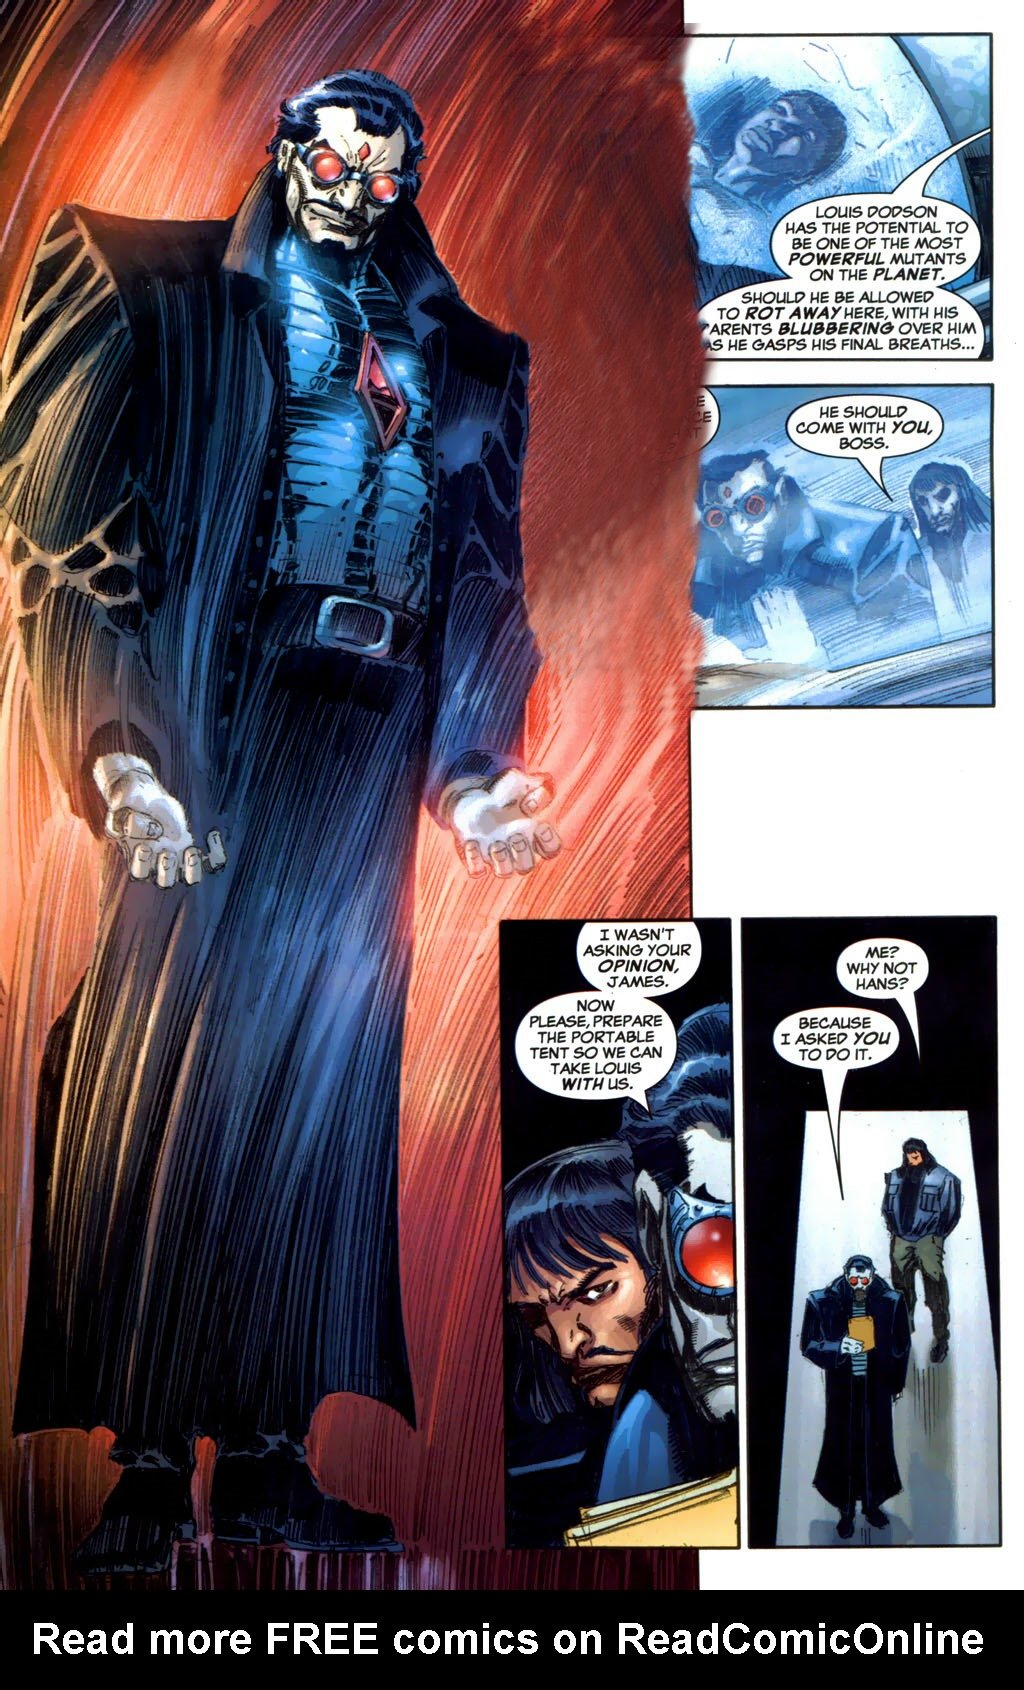 LOUIS DODSON
HAS THE POTENTIAL TO
BE ONE OF THE MOST
POWERFUL MUTANTS
ON THE PLANET.
SHOULD HE BE ALLOWED
TO ROT AWAY HERE, WITH HIS
ARENTS BLUBBERING OVER HIM
AS HE GASPS HIS FINAL BREATHS...
HE SHOULD
COME WITH YOU,
BOSS.
I WASN'T
ASKING YOUR
OPINION,
JAMES.
NOW
PLEASE, PREPARE
THE PORTABLE
TENT SO WE CAN
TAKE LOUIS
WITH US.
ME?
WHY NOT
HANS?
BECAUSE
I ASKED YOU
TO DO IT.
Read more FREE comics on ReadComicOnline